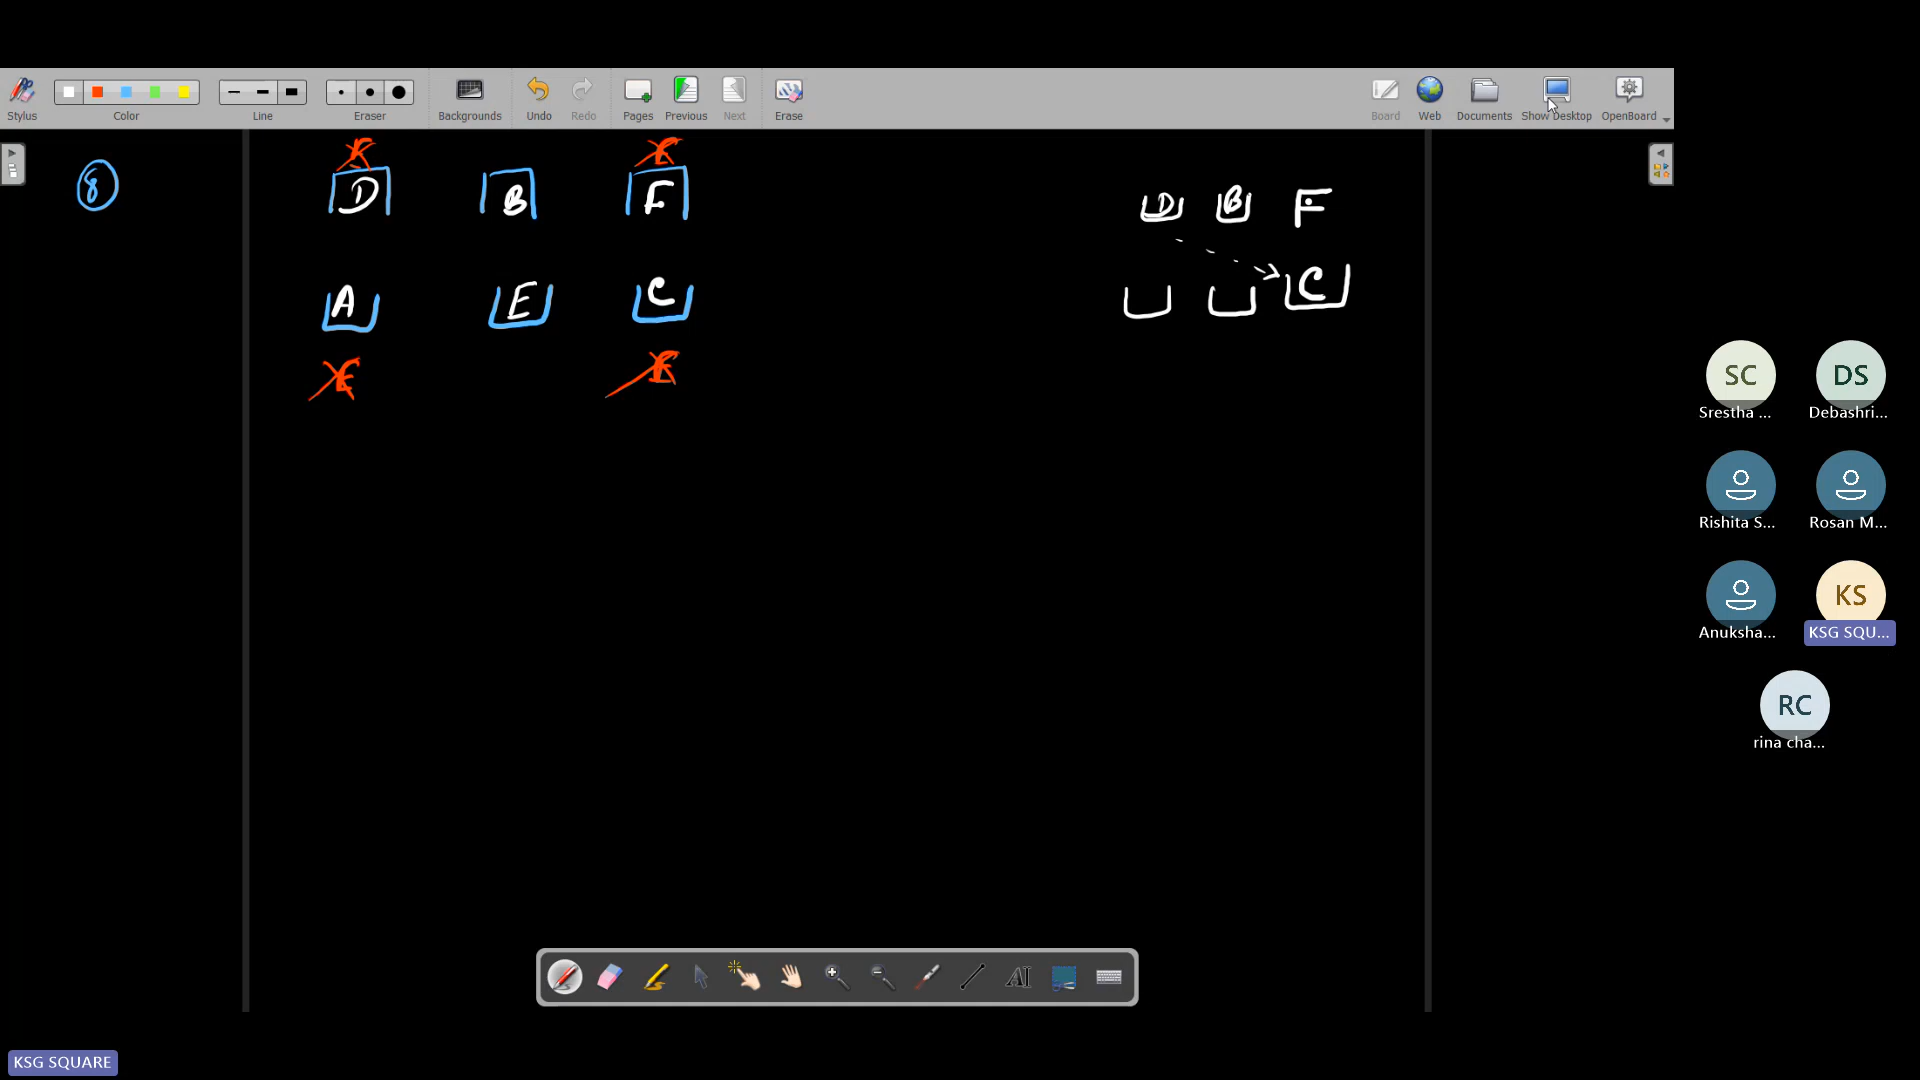 Stylus Color Line Eraser Backgrounds Undo Redo Pages Previous Next Erase Board Web Documents Show Desktop OpenBoard
8
E E
D B F
A E C
E E
D B F
C
SC DS
Srestha ... Debashri...
Rishita S... Rosan M...
KS
Anuksha... KSG SQU...
RC
rina cha...
AI
KSG SQUARE